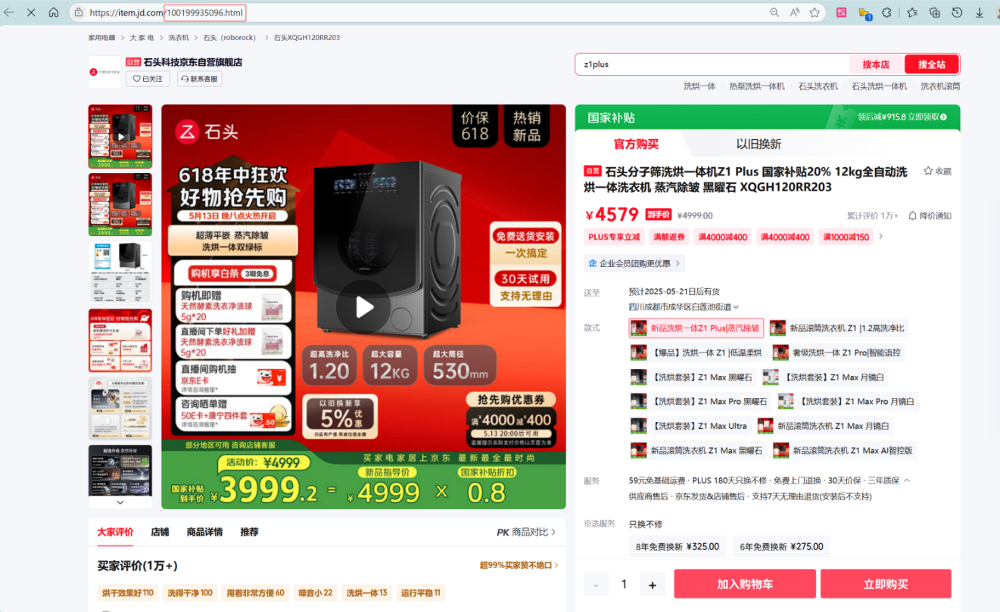 https://item.jd.com/100199935096.html
家用电器 > 大 家 电 > 洗衣机 > 石头（roborock） > 石头XQGH120RR203
roborock
自营 石头科技京东自营旗舰店
已关注
联系客服
z1plus
搜本店
搜全站
洗烘一体 热泵洗烘一体机 石头洗衣机 石头洗烘一体机 洗衣机滚筒
石头
价保
618
热销
新品
618年中狂欢
好物抢先购
5月13日 晚八点火热开启
超薄平嵌 蒸汽除皱
洗烘一体双绿标
购机享白条 3期免息
购机即赠
天然酵素洗衣净渍球
5g*20
直播间下单好礼加赠
天然酵素洗衣净渍球
5g*20
直播间购机抽
京东E卡
详情咨询客服*
咨询晒单赠
50E卡+康宁四件套
详情咨询客服*
免费送货安装
一次搞定
30天试用
支持无理由
超高洗净比
1.20
超大容量
12KG
超大筒径
530mm
以旧换新享
5%优惠
抢先购优惠券
满¥4000减¥400
5.13 20:00后可用
温馨提示实际支付价格以页面为准
部分地区可用 咨询店铺客服
活动价：¥4999
买家电家居上京东 最新最全最时尚
国家补贴
到手价 ¥3999.2 = 新品指导价 ¥4999 X 国家补贴折扣 0.8
国家补贴
领后减¥915.8 立即领取
官方购买
以旧换新
自营 石头分子筛洗烘一体机Z1 Plus 国家补贴20% 12kg全自动洗
烘一体洗衣机 蒸汽除皱 黑曜石 XQGH120RR203
收藏
¥4579 到手价 ¥4999.00
累计评价 1万+
降价通知
PLUS专享立减 满额返券 满4000减400 满4000减400 满1000减150 >
企业会员团购更优惠 >
送至
预计2025-05-21日后有货
四川成都市成华区白莲池街道
款式
新品洗烘一体Z1 Plus|蒸汽除皱
新品滚筒洗衣机 Z1 |1.2高洗净比
【爆品】洗烘一体 Z1 |低温柔烘
奢级洗烘一体 Z1 Pro|智能语控
【洗烘套装】Z1 Max 黑曜石
【洗烘套装】Z1 Max 月镜白
【洗烘套装】Z1 Max Pro 黑曜石
【洗烘套装】Z1 Max Pro 月镜白
【洗烘套装】Z1 Max Ultra
新品滚筒洗衣机 Z1 Max 月镜白
新品滚筒洗衣机 Z1 Max 黑曜石
新品滚筒洗衣机 Z1 Max AI智控版
服务
59元免基础运费 · PLUS 180天只换不修 · 免费上门退换 · 30天价保 · 三年质保
供应商售后 · 京东发货&店铺售后 · 支持7天无理由退货(安装后不支持)
京选服务
只换不修
8年免费换新 ¥325.00
6年免费换新 ¥275.00
- 1 +
加入购物车
立即购买
大家评价 店铺 商品详情 推荐
PK 商品对比 >
买家评价(1万+)
超99%买家赞不绝口 >
烘干效果好 110 洗得干净 100 用着非常方便 60 噪音小 22 洗烘一体 13 运行平稳 11